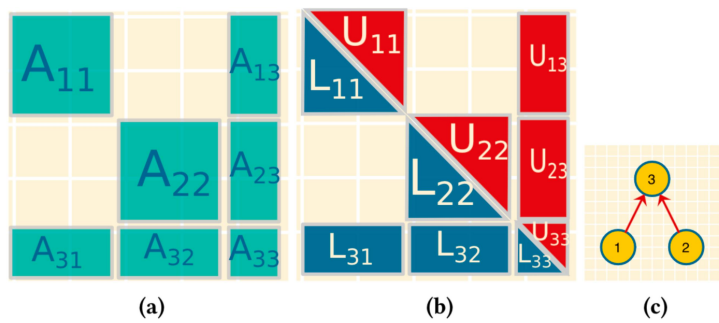 A11 A13
A22 A23
A31 A32 A33
(a)
U11 U13
L11
U22 U23
L22
L31 L32 U33
L33
(b)
3
1 2
(c)